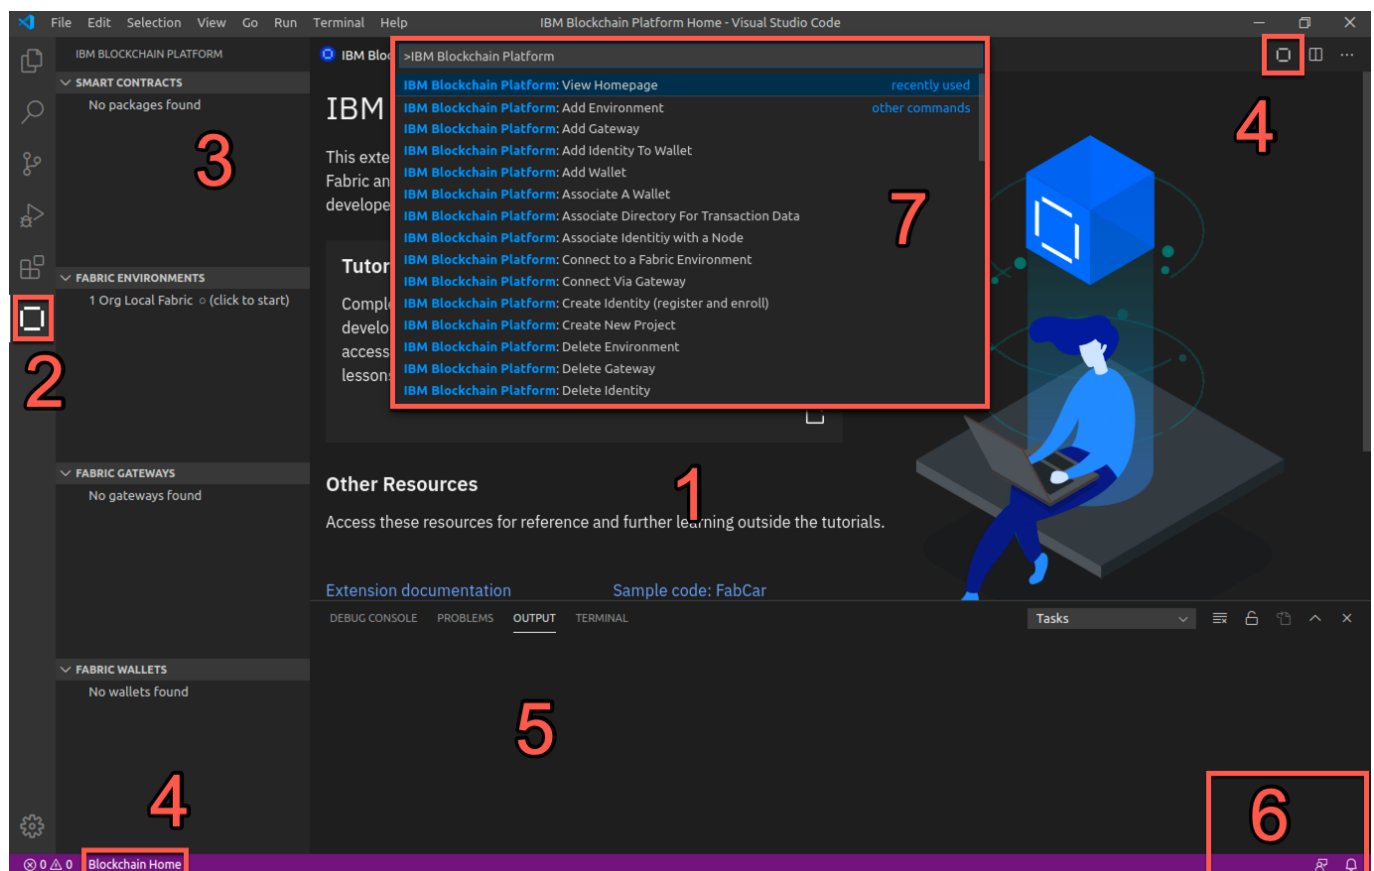 File Edit Selection View Go Run Terminal Help
IBM Blockchain Platform Home - Visual Studio Code
IBM BLOCKCHAIN PLATFORM
SMART CONTRACTS
No packages found
3
FABRIC ENVIRONMENTS
1 Org Local Fabric ○ (click to start)
2
FABRIC GATEWAYS
No gateways found
FABRIC WALLETS
No wallets found
4
IBM Bloc
>IBM Blockchain Platform
IBM Blockchain Platform: View Homepage recently used
IBM Blockchain Platform: Add Environment other commands
IBM Blockchain Platform: Add Gateway
IBM Blockchain Platform: Add Identity To Wallet
IBM Blockchain Platform: Add Wallet
IBM Blockchain Platform: Associate A Wallet
IBM Blockchain Platform: Associate Directory For Transaction Data
IBM Blockchain Platform: Associate Identitiy with a Node
IBM Blockchain Platform: Connect to a Fabric Environment
IBM Blockchain Platform: Connect Via Gateway
IBM Blockchain Platform: Create Identity (register and enroll)
IBM Blockchain Platform: Create New Project
IBM Blockchain Platform: Delete Environment
IBM Blockchain Platform: Delete Gateway
IBM Blockchain Platform: Delete Identity
7
4
IBM
This exte
Fabric an
develope
Tutor
Comple
develo
access
lesson
1
Other Resources
Access these resources for reference and further learning outside the tutorials.
Extension documentation Sample code: FabCar
DEBUG CONSOLE PROBLEMS OUTPUT TERMINAL Tasks
5
6
0 0 Blockchain Home